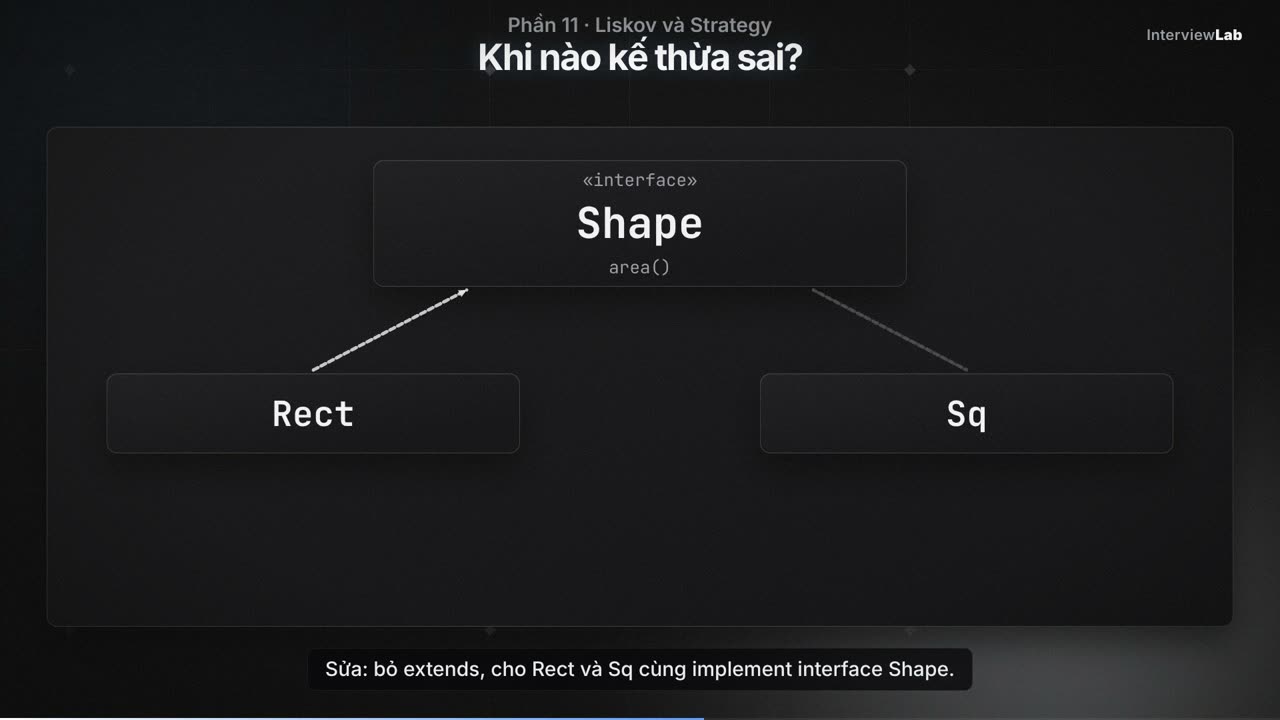 Phần 11 · Liskov và Strategy
Khi nào kế thừa sai?
InterviewLab
«interface»
Shape
area()
Rect
Sq
Sửa: bỏ extends, cho Rect và Sq cùng implement interface Shape.